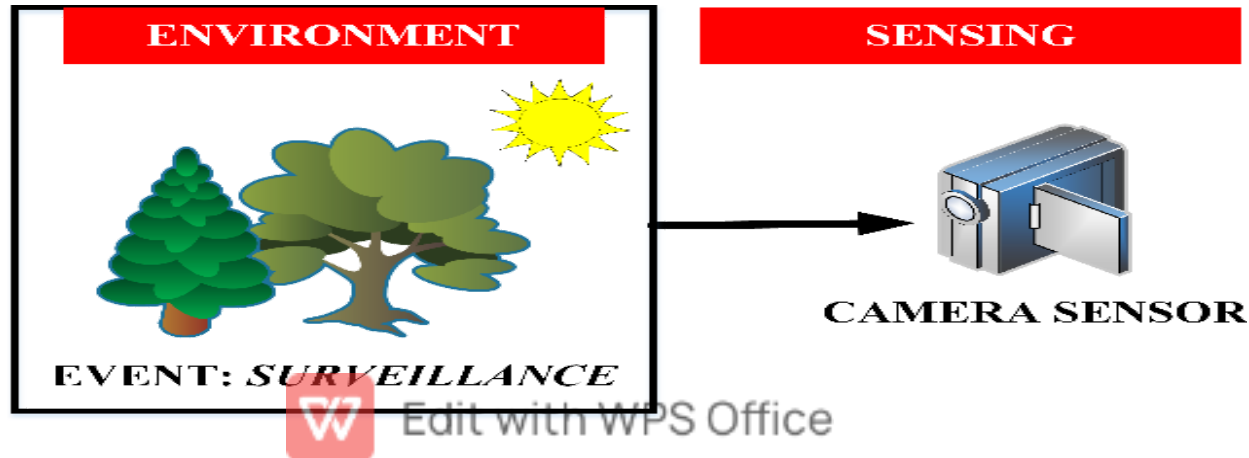 ENVIRONMENT
SENSING
CAMERA SENSOR
EVENT: SURVEILLANCE
Edit with WPS Office